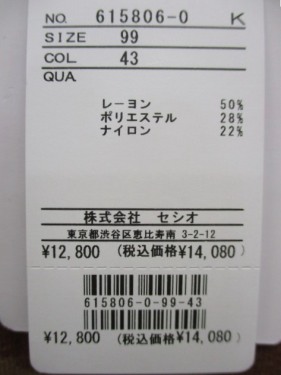 NO. 615806-0 K
SIZE 99
COL. 43
QUA.
レーヨン 50%
ポリエステル 28%
ナイロン 22%
株式会社 セシオ
東京都渋谷区恵比寿南 3-2-12
¥12,800 (税込価格¥14,080)
615806-0-99-43
¥12,800 (税込価格¥14,080)